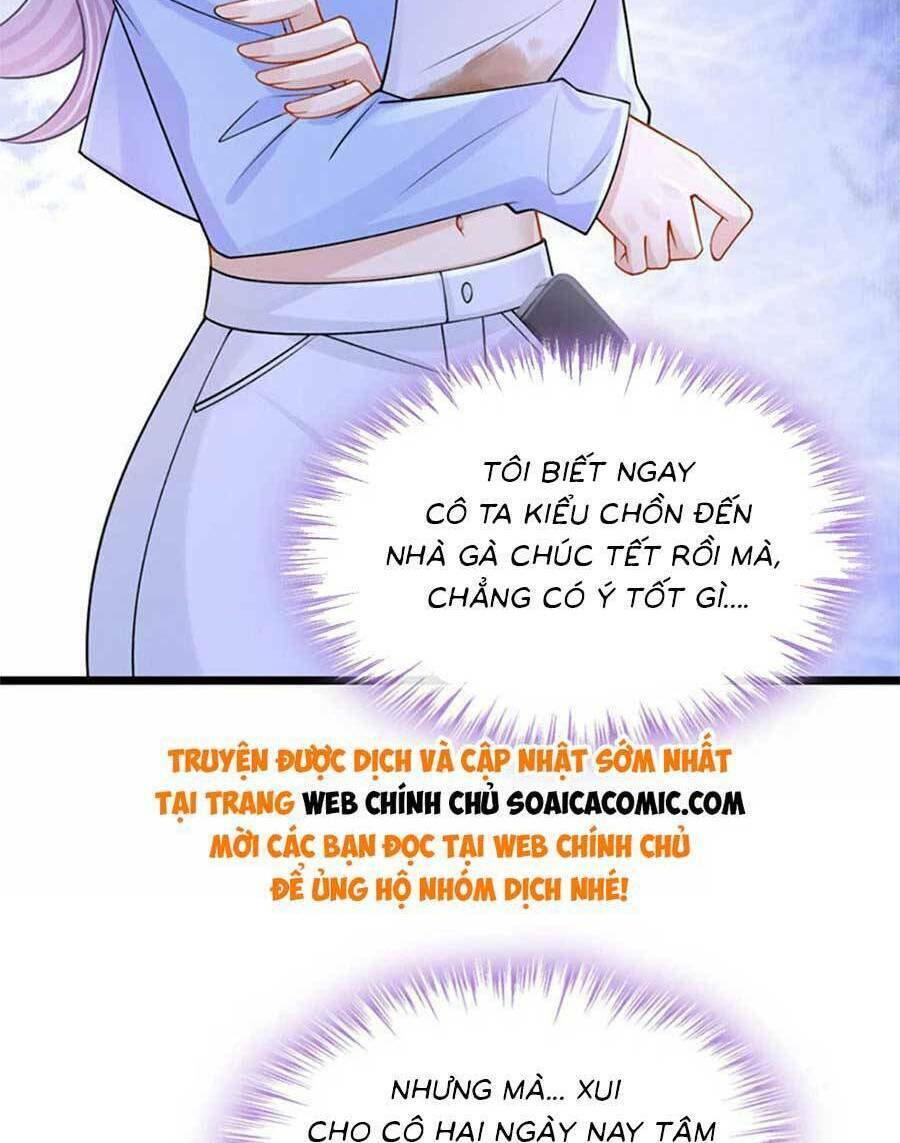 TÔI BIẾT NGAY
CÔ TA KIỂU CHỒN ĐẾN
NHÀ GÀ CHÚC TẾT RỒI MÀ,
CHẲNG CÓ Ý TỐT GÌ....
TRUYỆN ĐƯỢC DỊCH VÀ CẬP NHẬT SỚM NHẤT
TẠI TRANG WEB CHÍNH CHỦ SOAICACOMIC.COM
MỜI CÁC BẠN ĐỌC TẠI WEB CHÍNH CHỦ
ĐỂ ỦNG HỘ NHÓM DỊCH NHÉ!
NHƯNG MÀ... XUI
CHO CÔ HAI NGÀY NAY TÂM